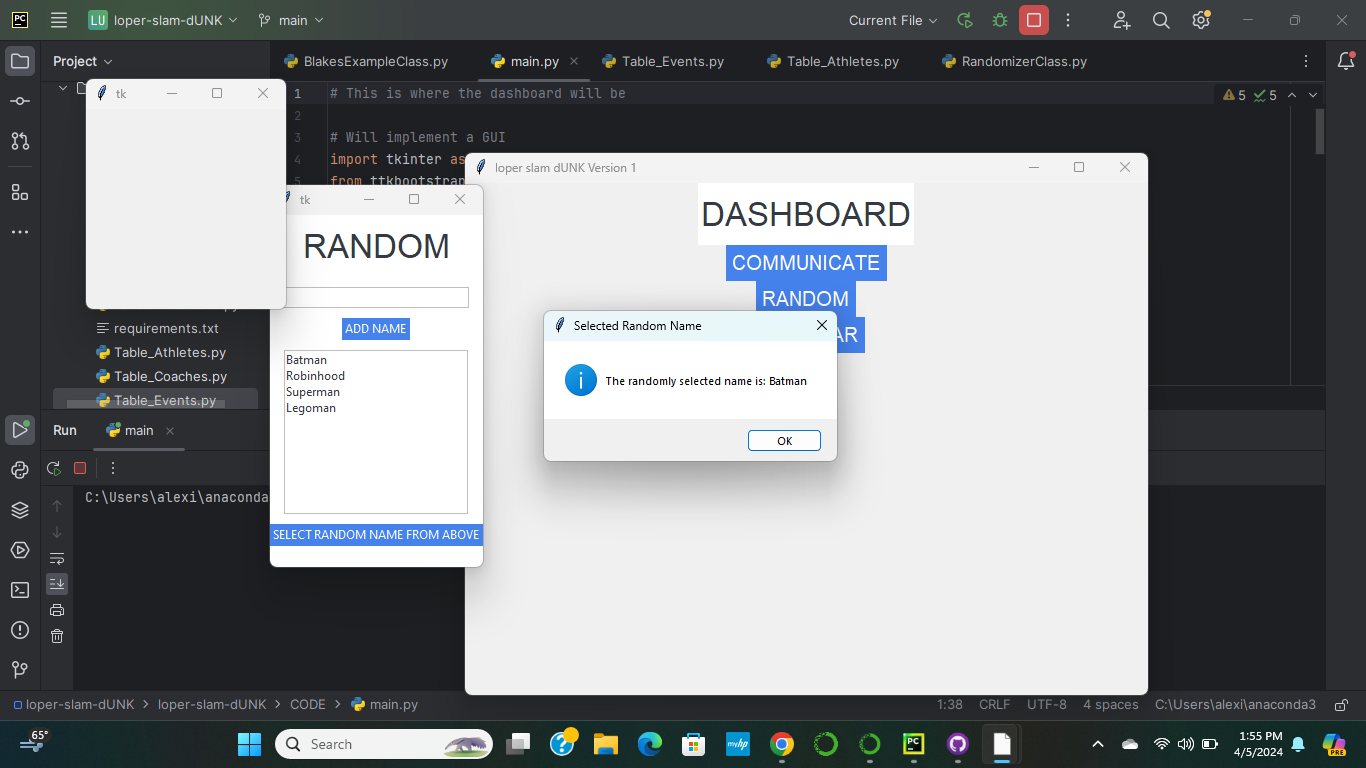 PC LU loper-slam-dUNK main Current File
Project BlakesExampleClass.py main.py Table_Events.py Table_Athletes.py RandomizerClass.py
tk
1 # This is where the dashboard will be 5 5
2
3 # Will implement a GUI
4 import tkinter as
5
loper slam dUNK Version 1
tk
DASHBOARD
COMMUNICATE
RANDOM
RANDOM
ADD NAME
Batman
Robinhood
Superman
Legoman
SELECT RANDOM NAME FROM ABOVE
Selected Random Name
The randomly selected name is: Batman
OK
requirements.txt
Table_Athletes.py
Table_Coaches.py
Table_Events.py
Run main
C:\Users\alexi\anaconda
loper-slam-dUNK loper-slam-dUNK CODE main.py 1:38 CRLF UTF-8 4 spaces C:\Users\alexi\anaconda3
65° Search myhp PC 1:55 PM PRE
4/5/2024